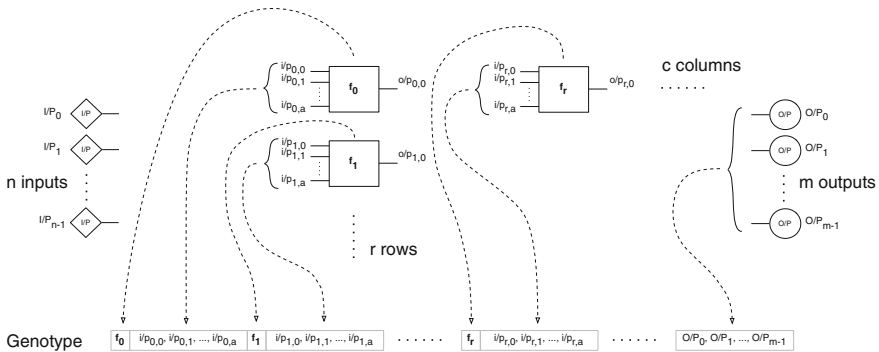 f0
i/p0,0
i/p0,1
i/p0,a
o/p0,0
fr
i/pr,0
i/pr,1
i/pr,a
o/pr,0
c columns
I/P0
I/P
I/P1
I/P
n inputs
I/Pn-1
I/P
f1
i/p1,0
i/p1,1
i/p1,a
o/p1,0
r rows
O/P
O/P0
O/P
O/P1
m outputs
O/P
O/Pm-1
Genotype
f0 i/p0,0, i/p0,1, ..., i/p0,a f1 i/p1,0, i/p1,1, ..., i/p1,a ...... fr i/pr,0, i/pr,1, ..., i/pr,a ...... O/P0, O/P1, ..., O/Pm-1